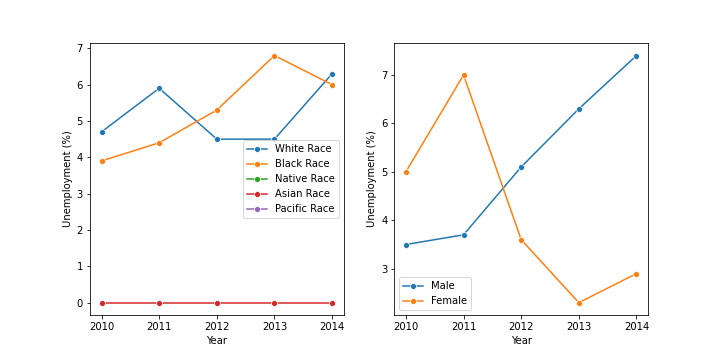 7
6
5
4
3
2
1
0
Unemployment (%)
2010 2011 2012 2013 2014
Year
White Race
Black Race
Native Race
Asian Race
Pacific Race
7
6
5
4
3
Unemployment (%)
2010 2011 2012 2013 2014
Year
Male
Female